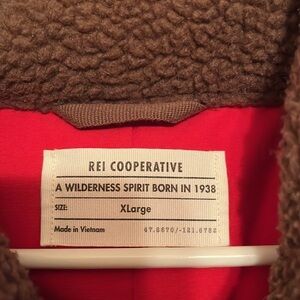 REI COOPERATIVE
A WILDERNESS SPIRIT BORN IN 1938
SIZE: XLarge
Made in Vietnam